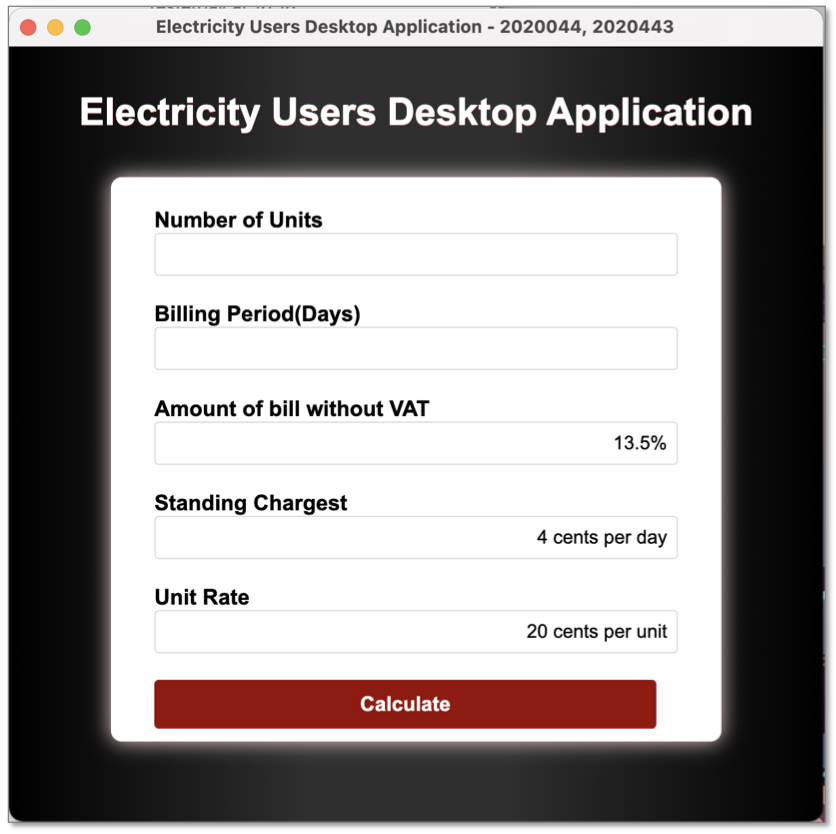 Electricity Users Desktop Application - 2020044, 2020443
Electricity Users Desktop Application
Number of Units
Billing Period(Days)
Amount of bill without VAT
13.5%
Standing Chargest
4 cents per day
Unit Rate
20 cents per unit
Calculate